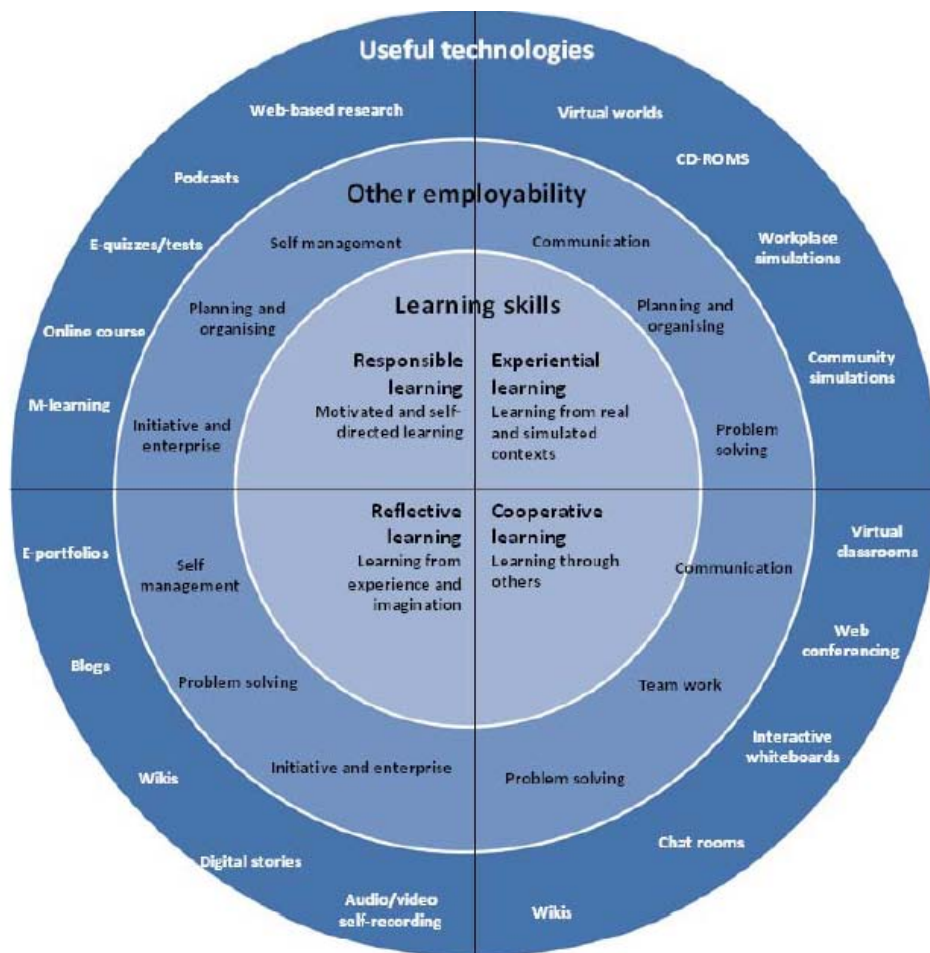 Useful technologies
Web-based research
Virtual worlds
Podcasts
CD-ROMS
Other employability
E-quizzes/tests
Self management
Communication
Workplace
simulations
Planning and
organising
Learning skills
Planning and
organising
Online course
Responsible
learning
Motivated and self-
directed learning
Experiential
learning
Learning from real
and simulated
contexts
Community
simulations
M-learning
Initiative and
enterprise
Problem
solving
Reflective
learning
Learning from
experience and
imagination
Cooperative
learning
Learning through
others
Virtual
classrooms
E-portfolios
Self
management
Communication
Web
conferencing
Blogs
Problem solving
Team work
Interactive
whiteboards
Wikis
Initiative and enterprise
Problem solving
Chat rooms
Digital stories
Audio/video
self-recording
Wikis